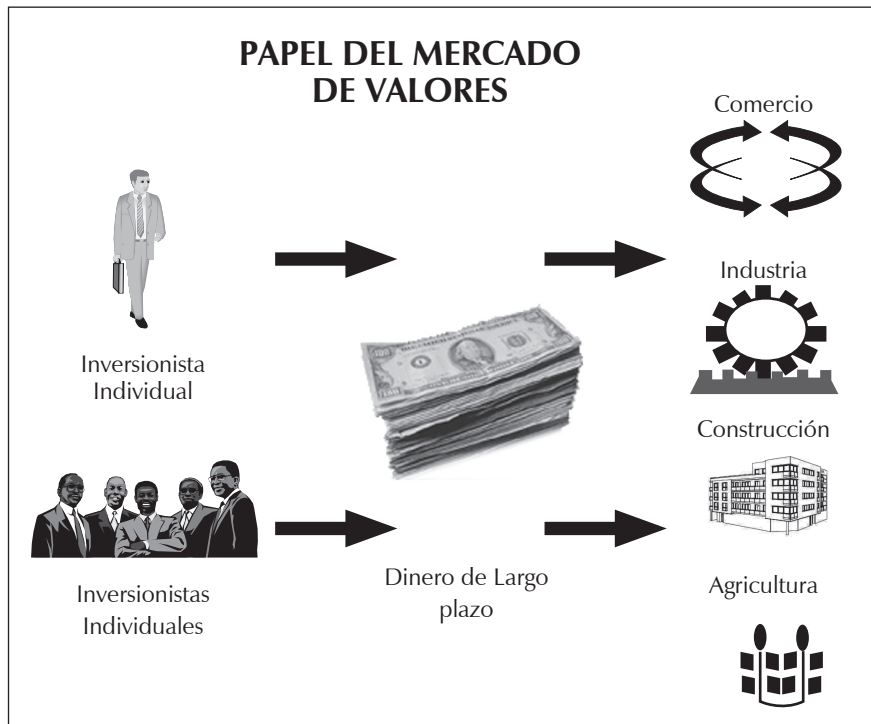 PAPEL DEL MERCADO
DE VALORES
Inversionista
Individual
Inversionistas
Individuales
Dinero de Largo
plazo
Comercio
Industria
Construcción
Agricultura